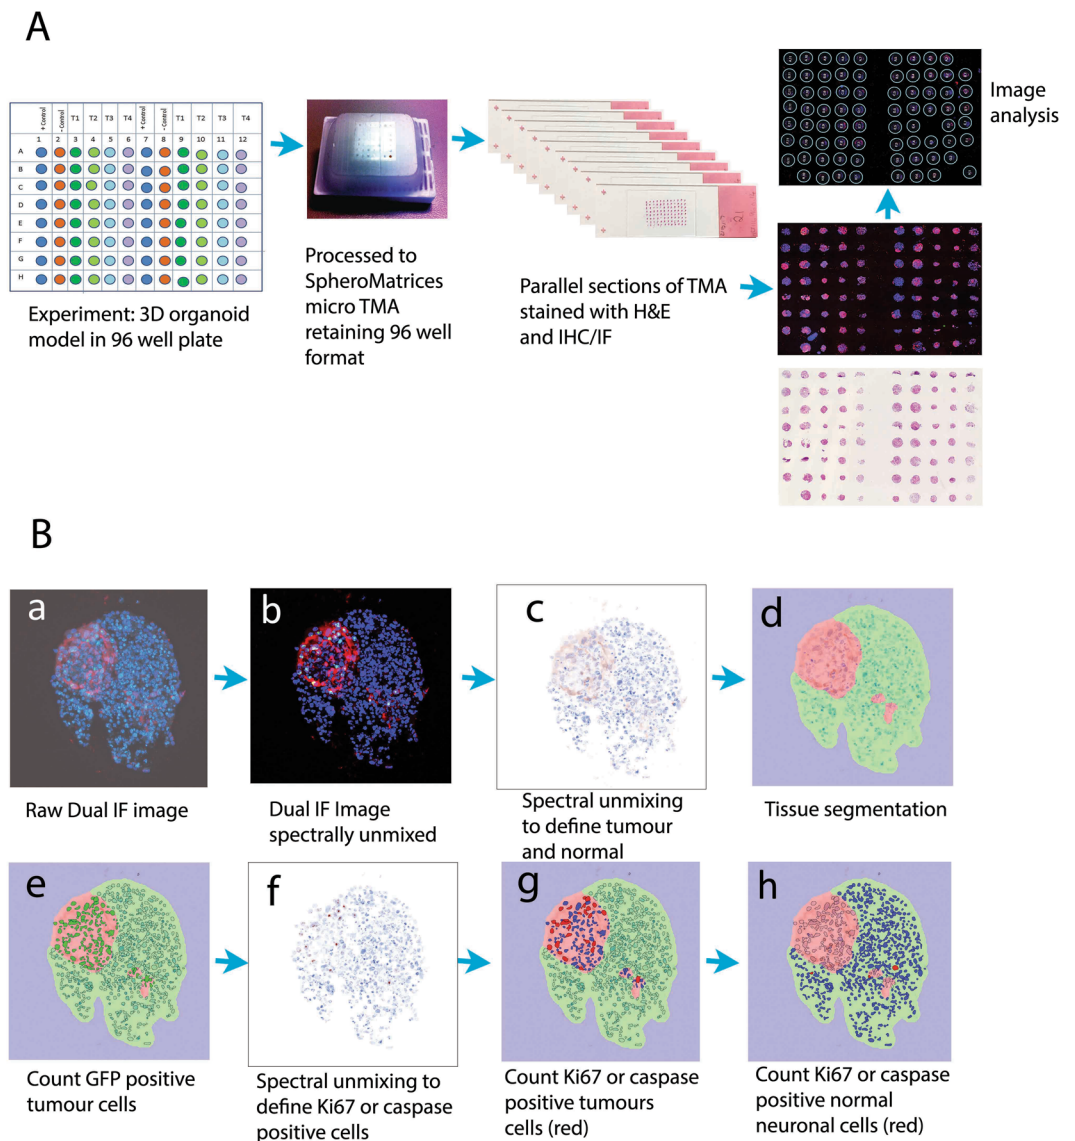 A
+ Control
- Control
T1
T2
T3
T4
+ Control
- Control
T1
T2
T3
T4
1 2 3 4 5 6 7 8 9 10 11 12
A
B
C
D
E
F
G
H
Experiment: 3D organoid
model in 96 well plate
Processed to
SpheroMatrices
micro TMA
retaining 96 well
format
Parallel sections of TMA
stained with H&E
and IHC/IF
Image
analysis
B
a
Raw Dual IF image
b
Dual IF Image
spectrally unmixed
c
Spectral unmixing
to define tumour
and normal
d
Tissue segmentation
e
Count GFP positive
tumour cells
f
Spectral unmixing to
define Ki67 or caspase
positive cells
g
Count Ki67 or caspase
positive tumours
cells (red)
h
Count Ki67 or caspase
positive normal
neuronal cells (red)